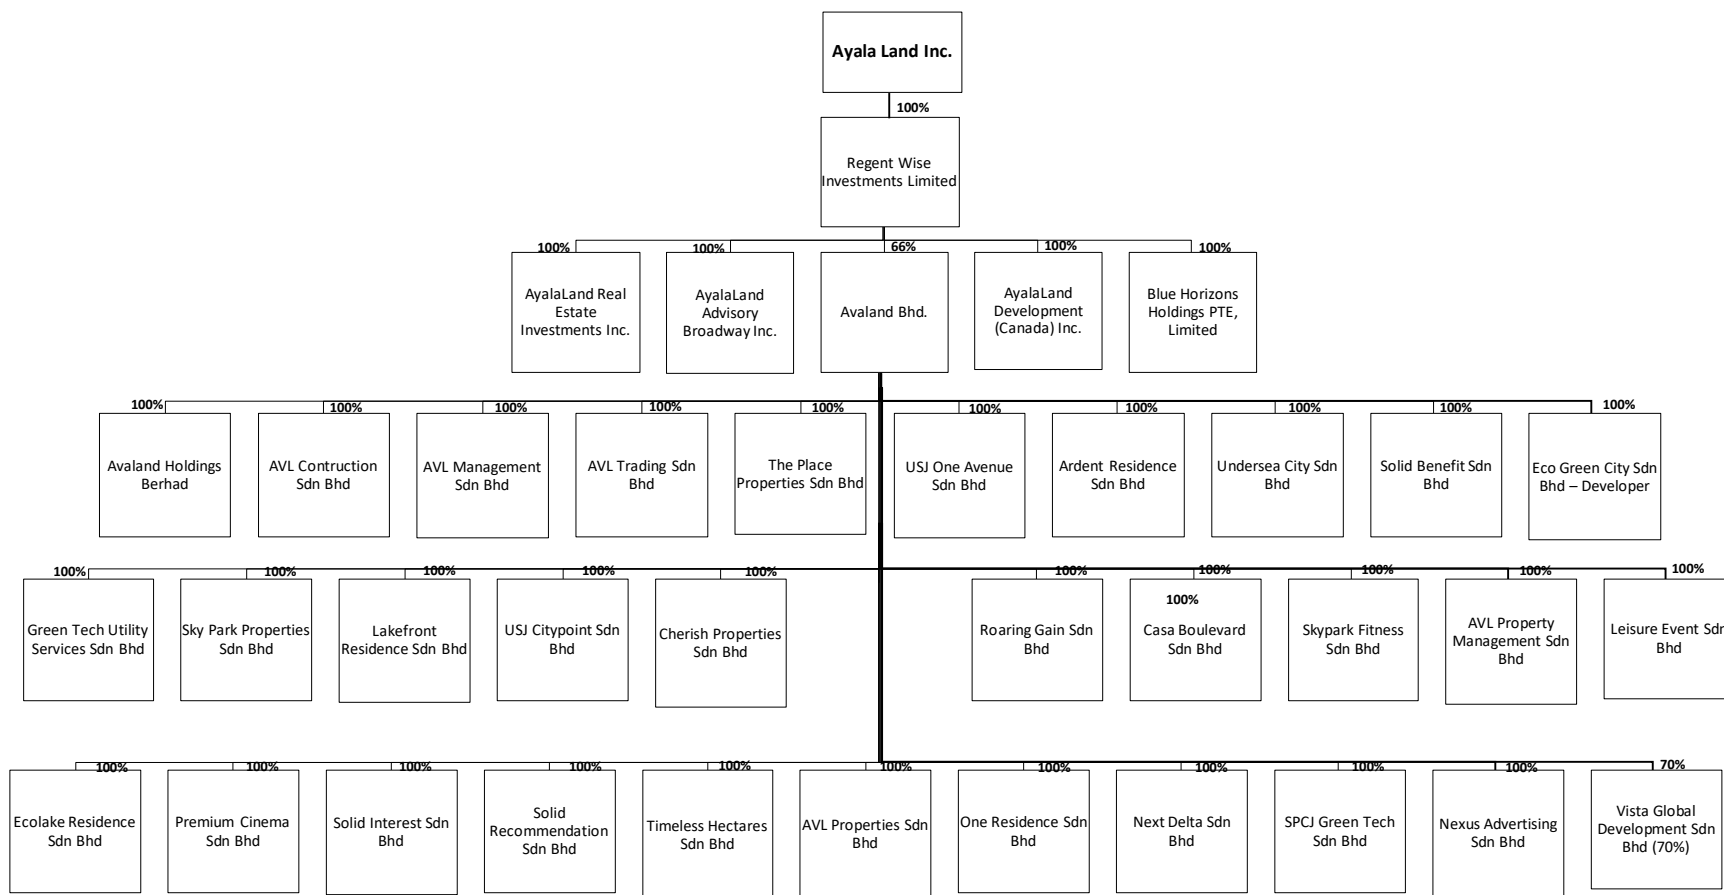 Ayala Land Inc.
100%
Regent Wise
Investments Limited
100%
100%
66%
100%
100%
AyalaLand Real
Estate
Investments Inc.
AyalaLand
Advisory
Broadway Inc.
Avaland Bhd.
AyalaLand
Development
(Canada) Inc.
Blue Horizons
Holdings PTE,
Limited
100%
100%
100%
100%
100%
100%
100%
100%
100%
100%
Avaland Holdings
Berhad
AVL Contruction
Sdn Bhd
AVL Management
Sdn Bhd
AVL Trading Sdn
Bhd
The Place
Properties Sdn Bhd
USJ One Avenue
Sdn Bhd
Ardent Residence
Sdn Bhd
Undersea City Sdn
Bhd
Solid Benefit Sdn
Bhd
Eco Green City Sdn
Bhd – Developer
100%
100%
100%
100%
100%
100%
100%
100%
100%
100%
Green Tech Utility
Services Sdn Bhd
Sky Park Properties
Sdn Bhd
Lakefront
Residence Sdn Bhd
USJ Citypoint Sdn
Bhd
Cherish Properties
Sdn Bhd
Roaring Gain Sdn
Bhd
100%
Casa Boulevard
Sdn Bhd
Skypark Fitness
Sdn Bhd
AVL Property
Management Sdn
Bhd
Leisure Event Sdn
Bhd
100%
100%
100%
100%
100%
100%
100%
100%
100%
100%
70%
Ecolake Residence
Sdn Bhd
Premium Cinema
Sdn Bhd
Solid Interest Sdn
Bhd
Solid
Recommendation
Sdn Bhd
Timeless Hectares
Sdn Bhd
AVL Properties Sdn
Bhd
One Residence Sdn
Bhd
Next Delta Sdn
Bhd
SPCJ Green Tech
Sdn Bhd
Nexus Advertising
Sdn Bhd
Vista Global
Development Sdn
Bhd (70%)